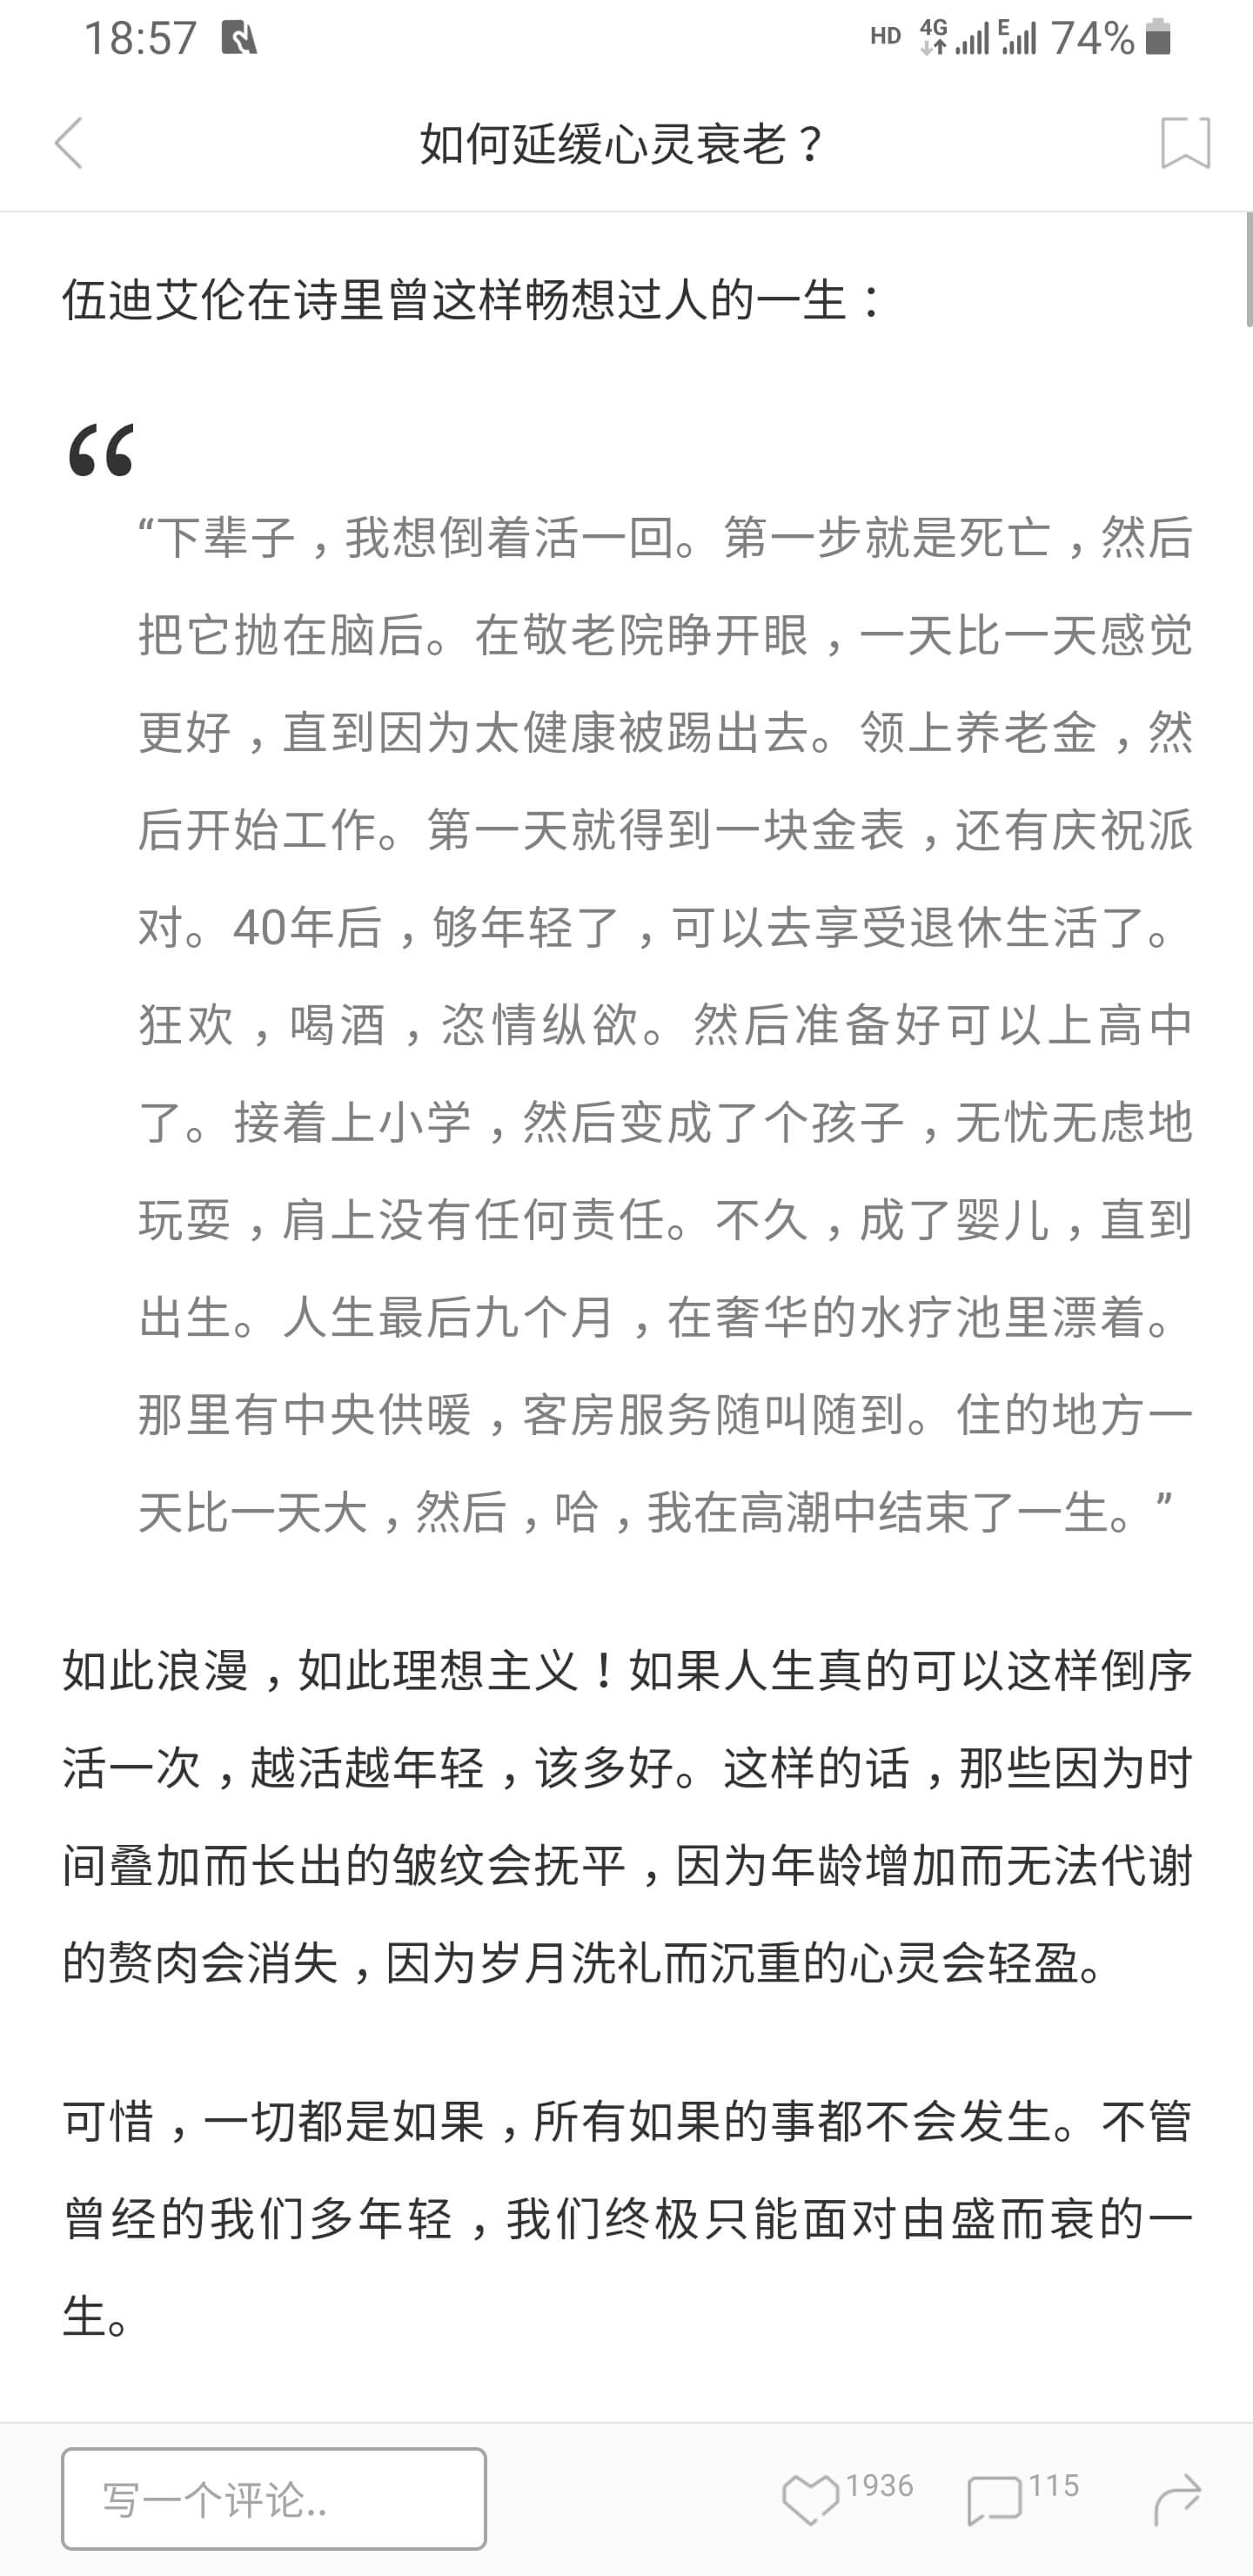 18:57 HD 4G E 74%
如何延缓心灵衰老？
伍迪艾伦在诗里曾这样畅想过人的一生：
“
“下辈子，我想倒着活一回。第一步就是死亡，然后
把它抛在脑后。在敬老院睁开眼，一天比一天感觉
更好，直到因为太健康被踢出去。领上养老金，然
后开始工作。第一天就得到一块金表，还有庆祝派
对。40年后，够年轻了，可以去享受退休生活了。
狂欢，喝酒，恣情纵欲。然后准备好可以上高中
了。接着上小学，然后变成了个孩子，无忧无虑地
玩耍，肩上没有任何责任。不久，成了婴儿，直到
出生。人生最后九个月，在奢华的水疗池里漂着。
那里有中央供暖，客房服务随叫随到。住的地方一
天比一天大，然后，哈，我在高潮中结束了一生。”
如此浪漫，如此理想主义！如果人生真的可以这样倒序
活一次，越活越年轻，该多好。这样的话，那些因为时
间叠加而长出的皱纹会抚平，因为年龄增加而无法代谢
的赘肉会消失，因为岁月洗礼而沉重的心灵会轻盈。
可惜，一切都是如果，所有如果的事都不会发生。不管
曾经的我们多年轻，我们终极只能面对由盛而衰的一
生。
写一个评论.. 1936 115